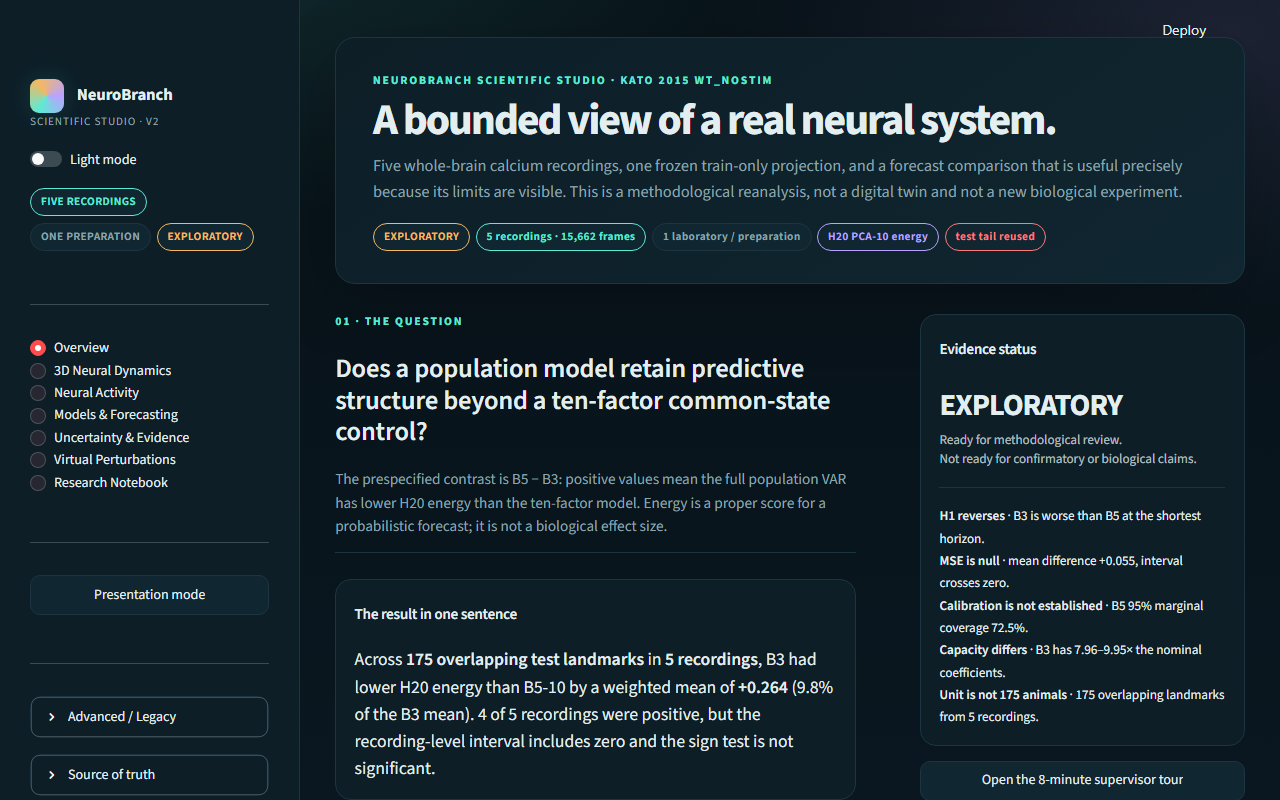 Deploy
NeuroBranch
SCIENTIFIC STUDIO · V2
Light mode
FIVE RECORDINGS
ONE PREPARATION
EXPLORATORY
Overview
3D Neural Dynamics
Neural Activity
Models & Forecasting
Uncertainty & Evidence
Virtual Perturbations
Research Notebook
Presentation mode
Advanced / Legacy
Source of truth
NEUROBRANCH SCIENTIFIC STUDIO · KATO 2015 WT_NOSTIM
A bounded view of a real neural system.
Five whole-brain calcium recordings, one frozen train-only projection, and a forecast comparison that is useful precisely
because its limits are visible. This is a methodological reanalysis, not a digital twin and not a new biological experiment.
EXPLORATORY
5 recordings · 15,662 frames
1 laboratory / preparation
H20 PCA-10 energy
test tail reused
01 · THE QUESTION
Does a population model retain predictive
structure beyond a ten-factor common-state
control?
The prespecified contrast is B5 − B3: positive values mean the full population VAR
has lower H20 energy than the ten-factor model. Energy is a proper score for a
probabilistic forecast; it is not a biological effect size.
The result in one sentence
Across 175 overlapping test landmarks in 5 recordings, B3 had
lower H20 energy than B5-10 by a weighted mean of +0.264 (9.8%
of the B3 mean). 4 of 5 recordings were positive, but the
recording-level interval includes zero and the sign test is not
significant.
Evidence status
EXPLORATORY
Ready for methodological review.
Not ready for confirmatory or biological claims.
H1 reverses · B3 is worse than B5 at the shortest
horizon.
MSE is null · mean difference +0.055, interval
crosses zero.
Calibration is not established · B5 95% marginal
coverage 72.5%.
Capacity differs · B3 has 7.96–9.95× the nominal
coefficients.
Unit is not 175 animals · 175 overlapping landmarks
from 5 recordings.
Open the 8-minute supervisor tour